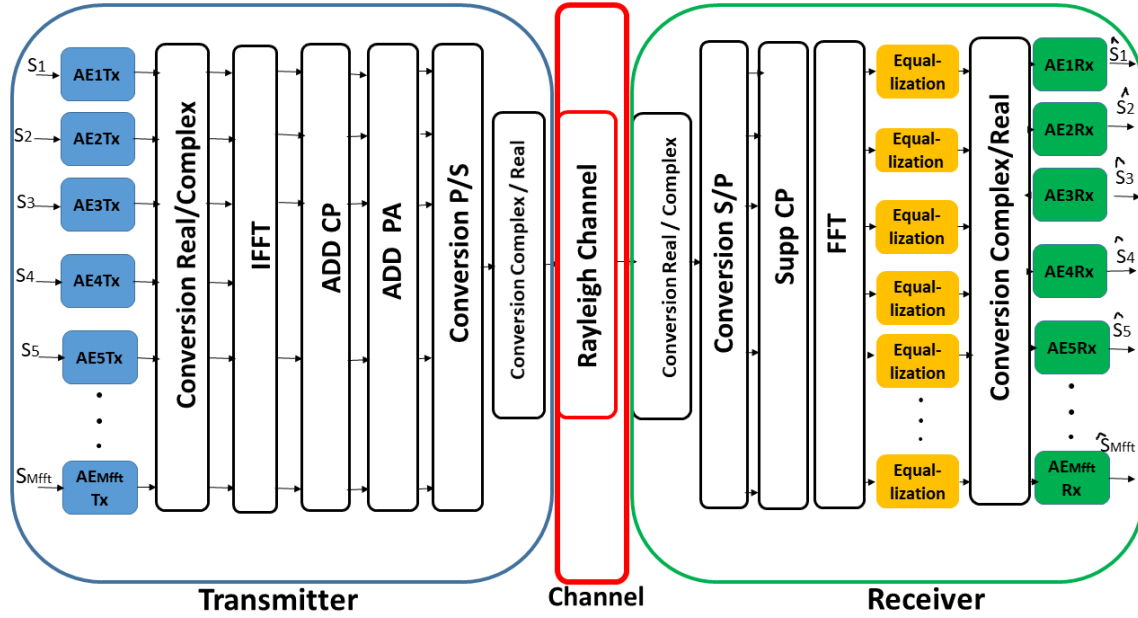 S1
AE1Tx
S2
AE2Tx
S3
AE3Tx
S4
AE4Tx
S5
AE5Tx
SMfft
AEMfft
Tx
Conversion Real/Complex
IFFT
ADD CP
ADD PA
Conversion P/S
Conversion Complex / Real
Rayleigh Channel
Conversion Real / Complex
Conversion S/P
Supp CP
FFT
Equal-
lization
Equal-
lization
Equal-
lization
Equal-
lization
Equal-
lization
Equal-
lization
Conversion Complex/Real
AE1Rx
Ŝ1
AE2Rx
Ŝ2
AE3Rx
Ŝ3
AE4Rx
Ŝ4
AE5Rx
Ŝ5
AEMfft
Rx
ŜMfft
Transmitter
Channel
Receiver